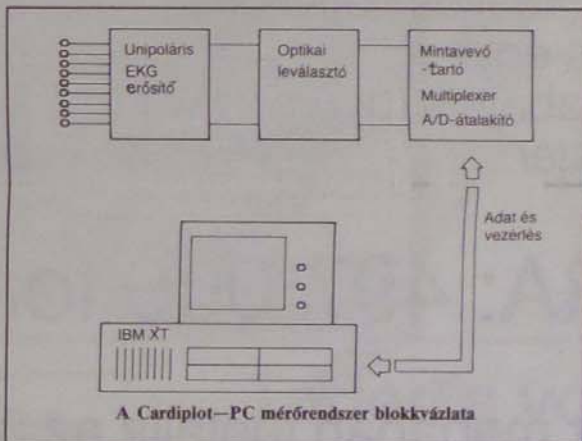 Unipoláris
EKG
erősítő
Optikai
leválasztó
Mintavevő
-tartó
Multiplexer
A/D-átalakító
Adat és
vezérlés
IBM XT
A Cardiplot—PC mérőrendszer blokkvázlata